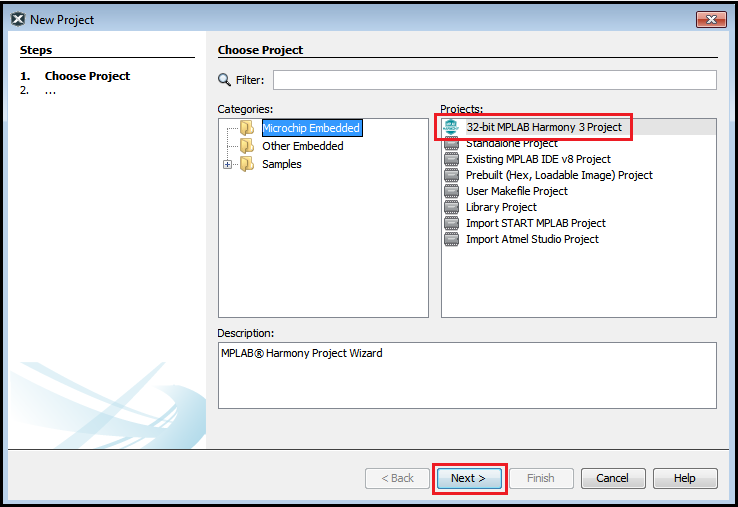 New Project
Steps
1. Choose Project
2. ...
Choose Project
Filter:
Categories:
Microchip Embedded
Other Embedded
Samples
Projects:
32-bit MPLAB Harmony 3 Project
Standalone Project
Existing MPLAB IDE v8 Project
Prebuilt (Hex, Loadable Image) Project
User Makefile Project
Library Project
Import START MPLAB Project
Import Atmel Studio Project
Description:
MPLAB® Harmony Project Wizard
< Back
Next >
Finish
Cancel
Help